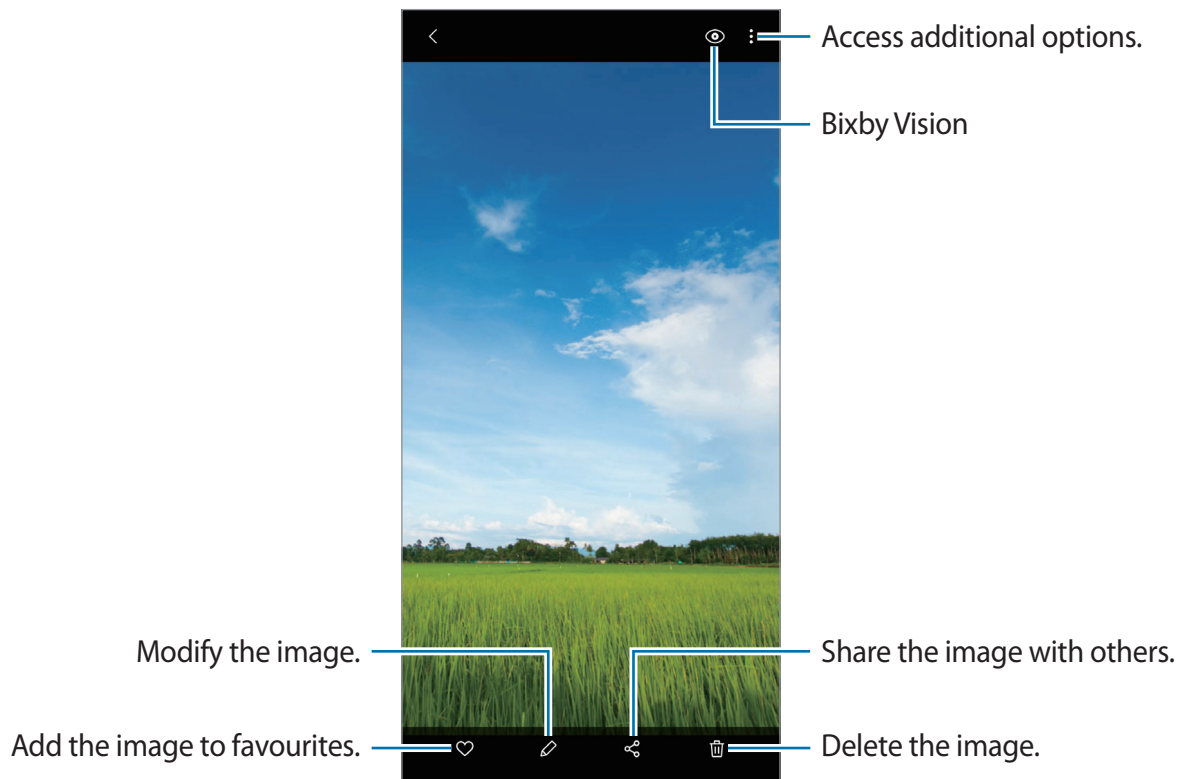 Access additional options.
Bixby Vision
Modify the image.
Share the image with others.
Add the image to favourites.
Delete the image.